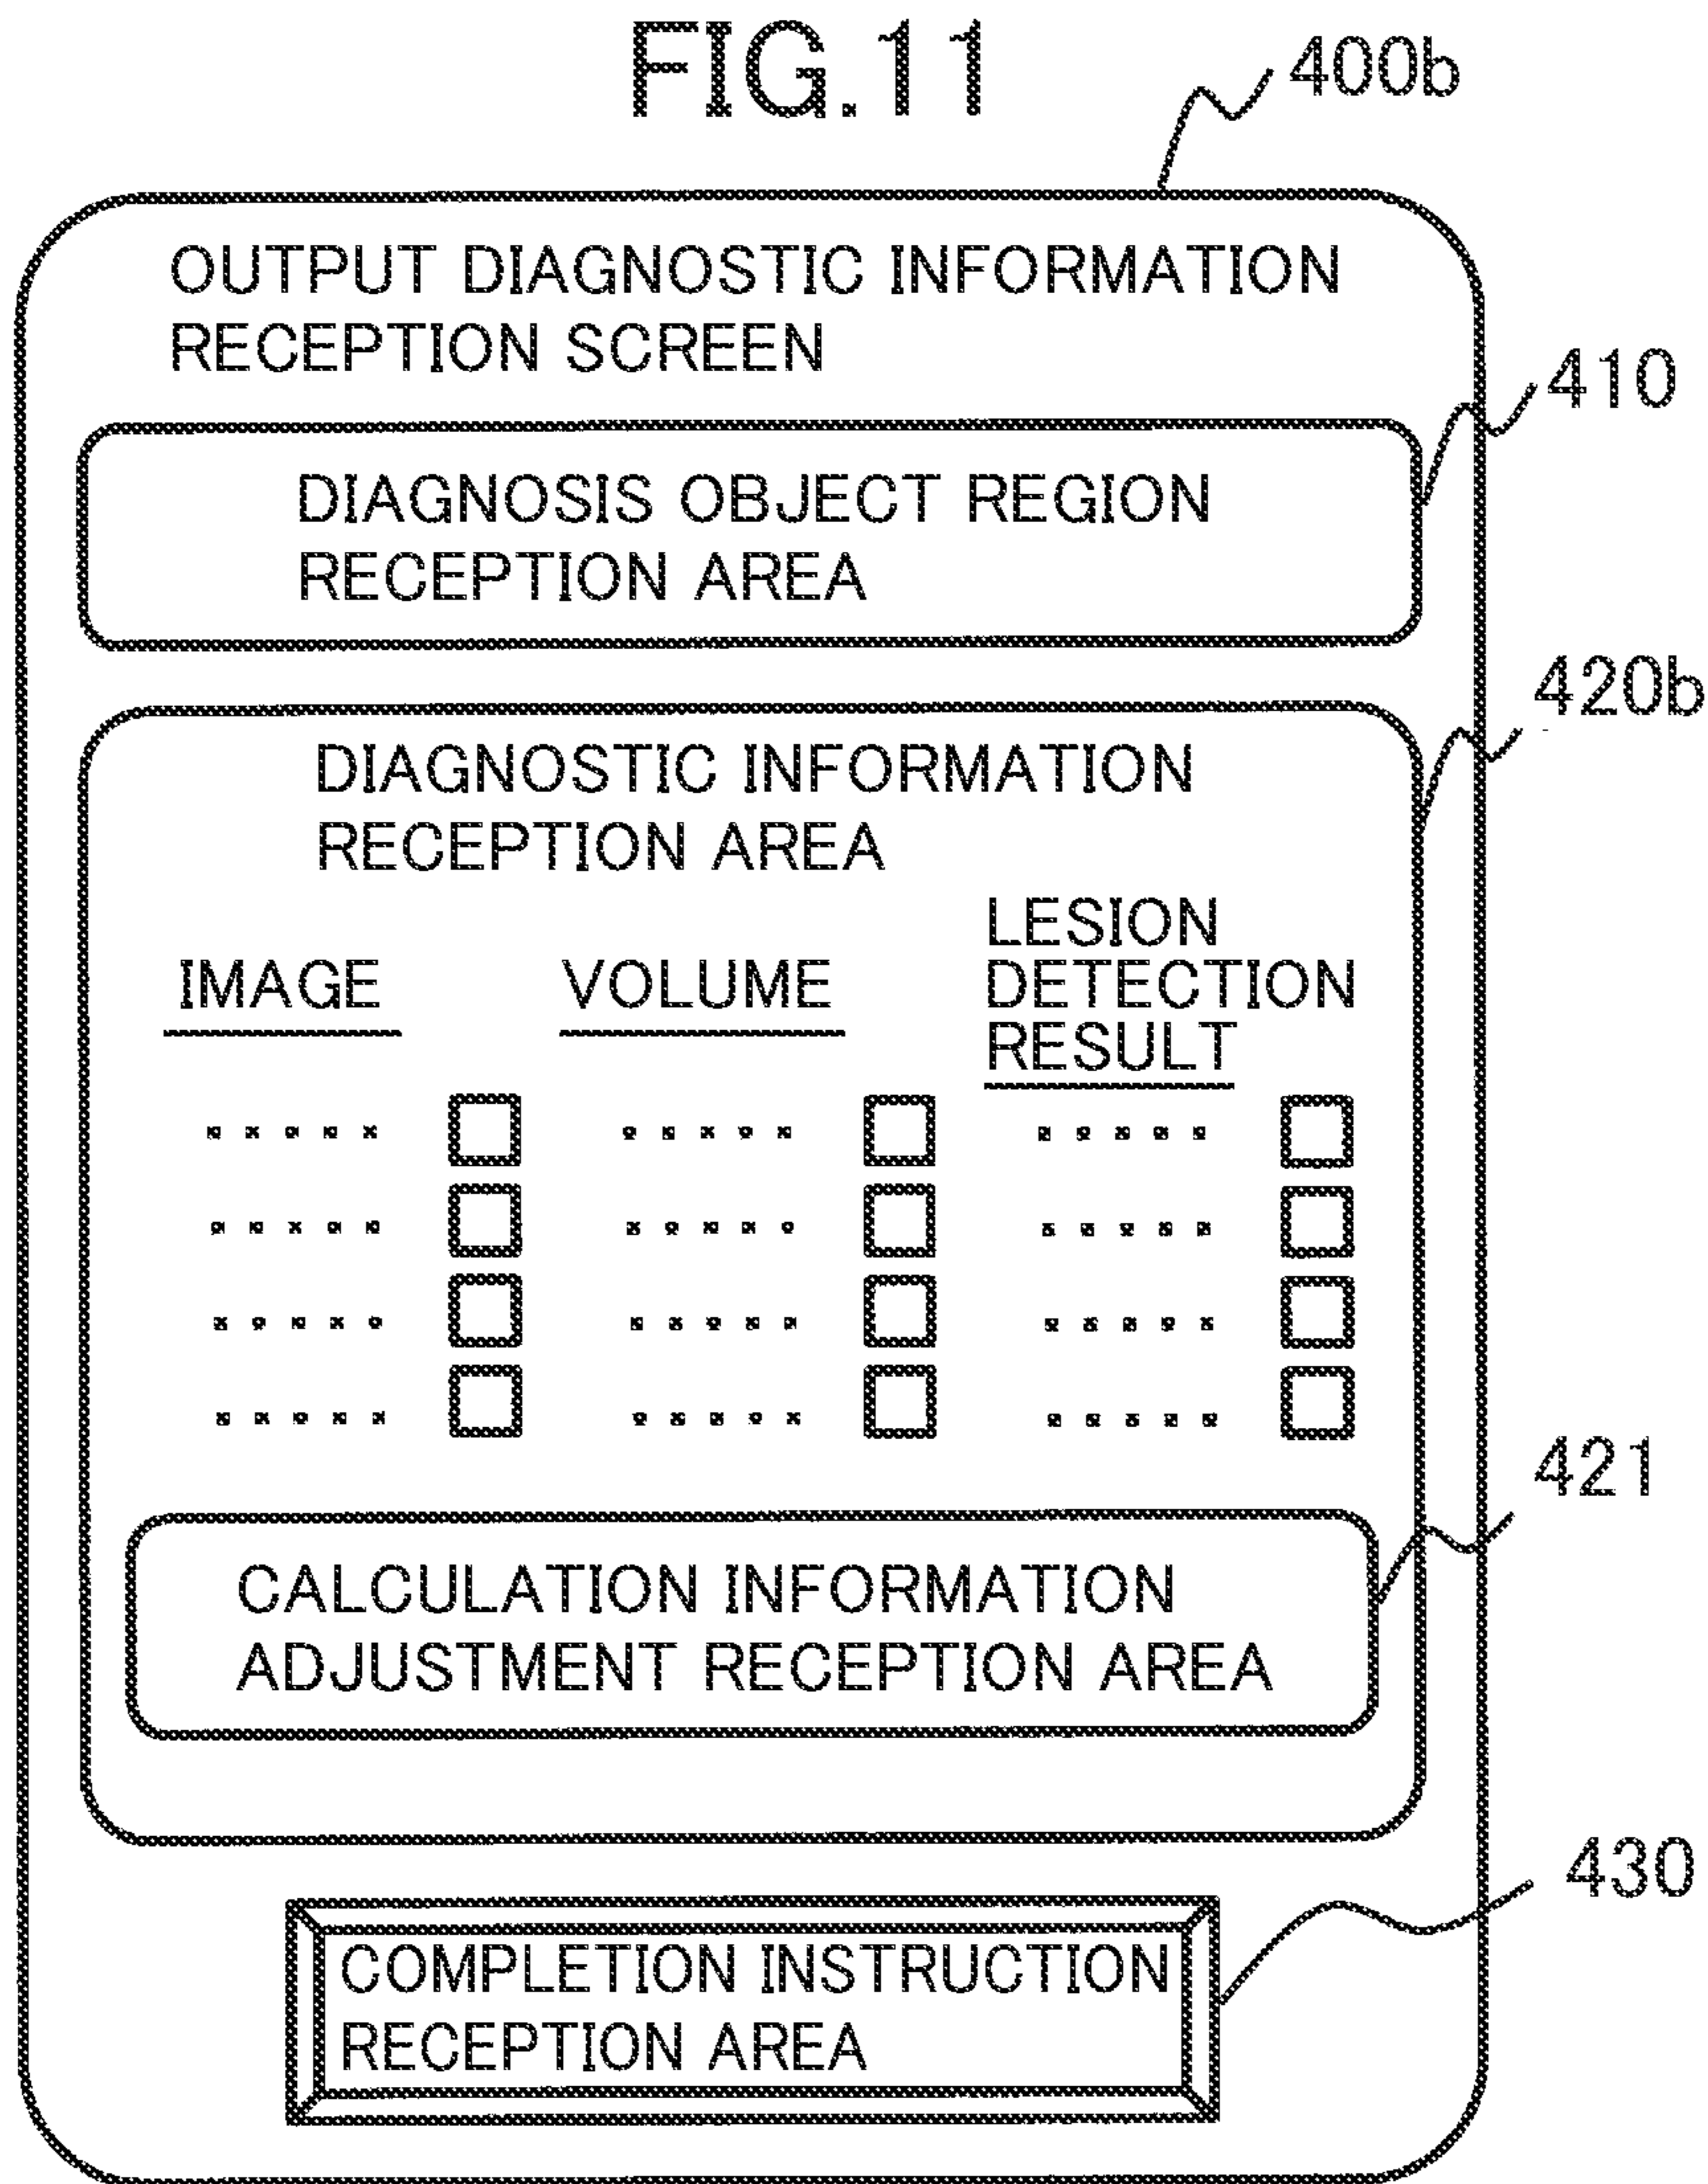 FIG.11
400b
OUTPUT DIAGNOSTIC INFORMATION
RECEPTION SCREEN
410
DIAGNOSIS OBJECT REGION
RECEPTION AREA
420b
DIAGNOSTIC INFORMATION
RECEPTION AREA
IMAGE
VOLUME
LESION
DETECTION
RESULT
.....
.....
.....
.....
.....
.....
.....
.....
.....
.....
.....
.....
421
CALCULATION INFORMATION
ADJUSTMENT RECEPTION AREA
430
COMPLETION INSTRUCTION
RECEPTION AREA